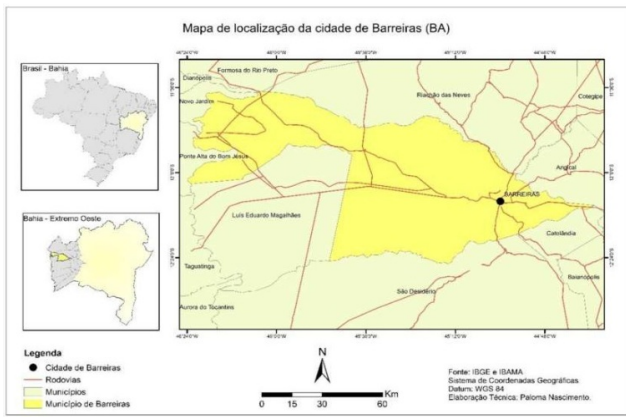 Mapa de localização da cidade de Barreiras (BA)
Brasil - Bahia
Bahia - Extremo Oeste
Formosa do Rio Preto
Dianópolis
Novo Jardim
Riachão das Neves
Cotegipe
Ponte Alta do Bom Jesus
Angical
BARREIRAS
Luis Eduardo Magalhães
Catolândia
Taguatinga
Baianópolis
São Desidério
Aurora do Tocantins
Legenda
Cidade de Barreiras
Rodovias
Municípios
Município de Barreiras
N
Km
0 15 30 60
Fonte: IBGE e IBAMA
Sistema de Coordenadas Geográficas
Datum: WGS 84
Elaboração Técnica: Paloma Nascimento.